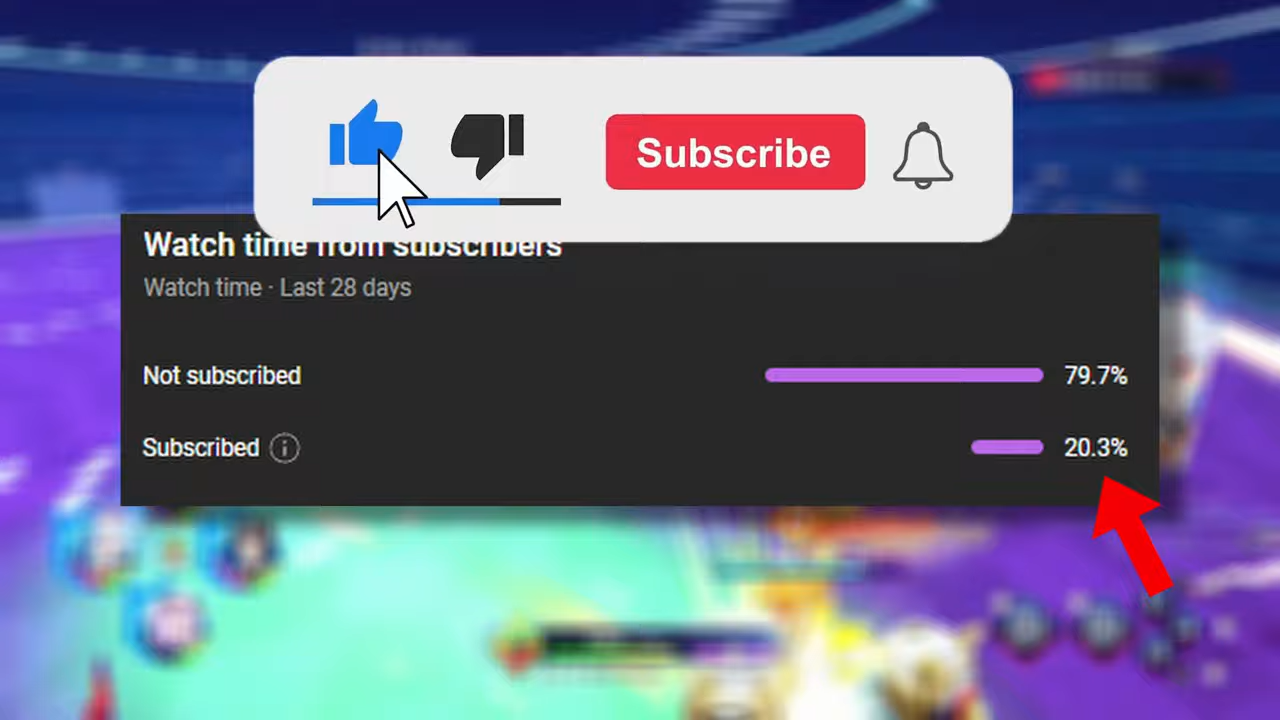 Subscribe
Watch time from subscribers
Watch time · Last 28 days
Not subscribed 79.7%
Subscribed 20.3%